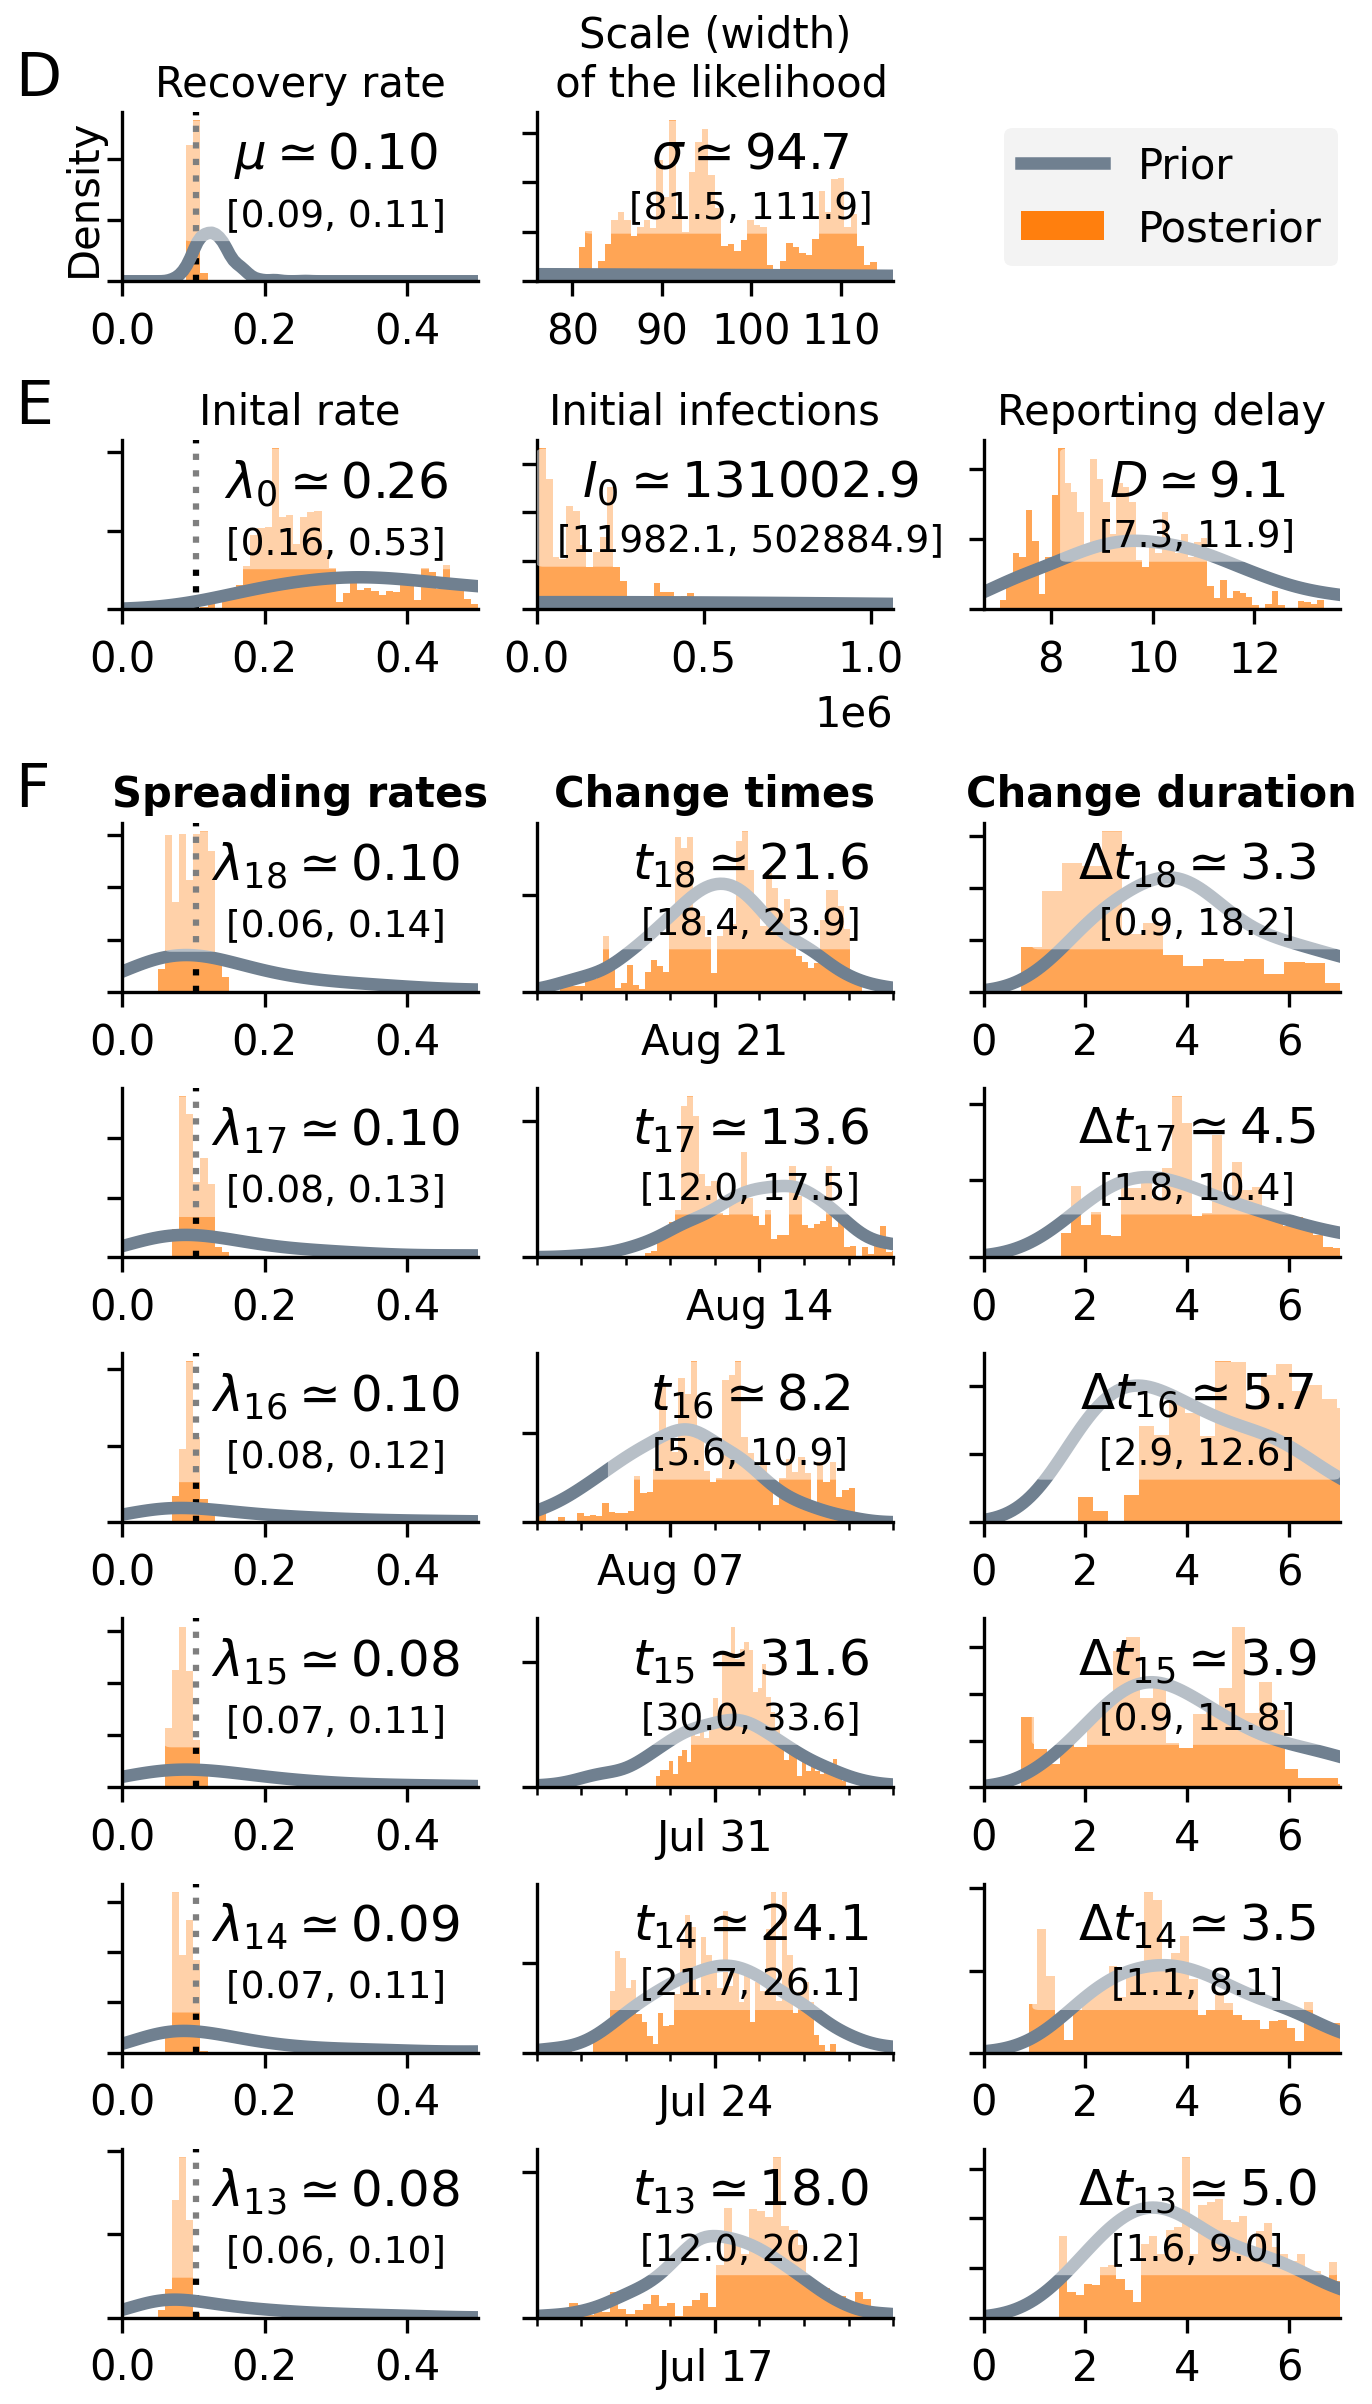 D
Recovery rate
Scale (width)
of the likelihood
Density
μ ≃ 0.10
[0.09, 0.11]
σ ≃ 94.7
[81.5, 111.9]
Prior
Posterior
0.0 0.2 0.4
80 90 100 110
E
Inital rate
Initial infections
Reporting delay
λ0 ≃ 0.26
[0.16, 0.53]
I0 ≃ 131002.9
[11982.1, 502884.9]
D ≃ 9.1
[7.3, 11.9]
0.0 0.2 0.4
0.0 0.5 1.0
1e6
8 10 12
F
Spreading rates
Change times
Change duration
λ18 ≃ 0.10
[0.06, 0.14]
t18 ≃ 21.6
[18.4, 23.9]
Δt18 ≃ 3.3
[0.9, 18.2]
0.0 0.2 0.4
Aug 21
0 2 4 6
λ17 ≃ 0.10
[0.08, 0.13]
t17 ≃ 13.6
[12.0, 17.5]
Δt17 ≃ 4.5
[1.8, 10.4]
0.0 0.2 0.4
Aug 14
0 2 4 6
λ16 ≃ 0.10
[0.08, 0.12]
t16 ≃ 8.2
[5.6, 10.9]
Δt16 ≃ 5.7
[2.9, 12.6]
0.0 0.2 0.4
Aug 07
0 2 4 6
λ15 ≃ 0.08
[0.07, 0.11]
t15 ≃ 31.6
[30.0, 33.6]
Δt15 ≃ 3.9
[0.9, 11.8]
0.0 0.2 0.4
Jul 31
0 2 4 6
λ14 ≃ 0.09
[0.07, 0.11]
t14 ≃ 24.1
[21.7, 26.1]
Δt14 ≃ 3.5
[1.1, 8.1]
0.0 0.2 0.4
Jul 24
0 2 4 6
λ13 ≃ 0.08
[0.06, 0.10]
t13 ≃ 18.0
[12.0, 20.2]
Δt13 ≃ 5.0
[1.6, 9.0]
0.0 0.2 0.4
Jul 17
0 2 4 6